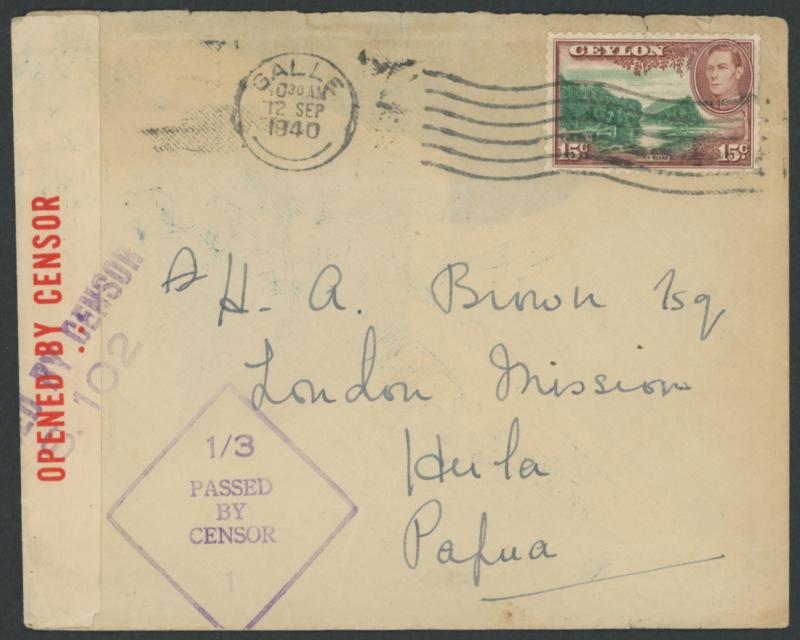 OPENED BY CENSOR
BY CENSOR
102
GALLE
10 30 AM
12 SEP
1940
CEYLON
15c 15c
H. A. Brown Esq
London Mission
Hula
Papua
1/3
PASSED
BY
CENSOR
1